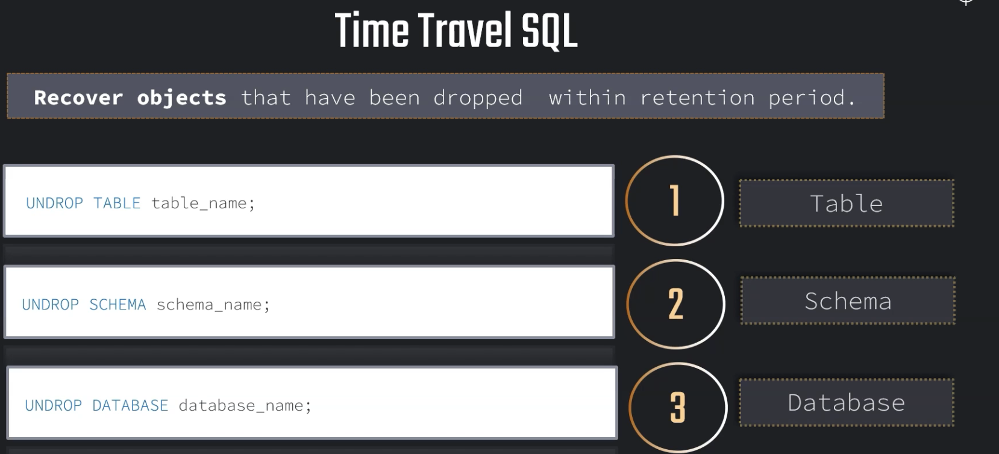 Time Travel SQL
Recover objects that have been dropped within retention period.
UNDROP TABLE table_name;
1
Table
UNDROP SCHEMA schema_name;
2
Schema
UNDROP DATABASE database_name;
3
Database